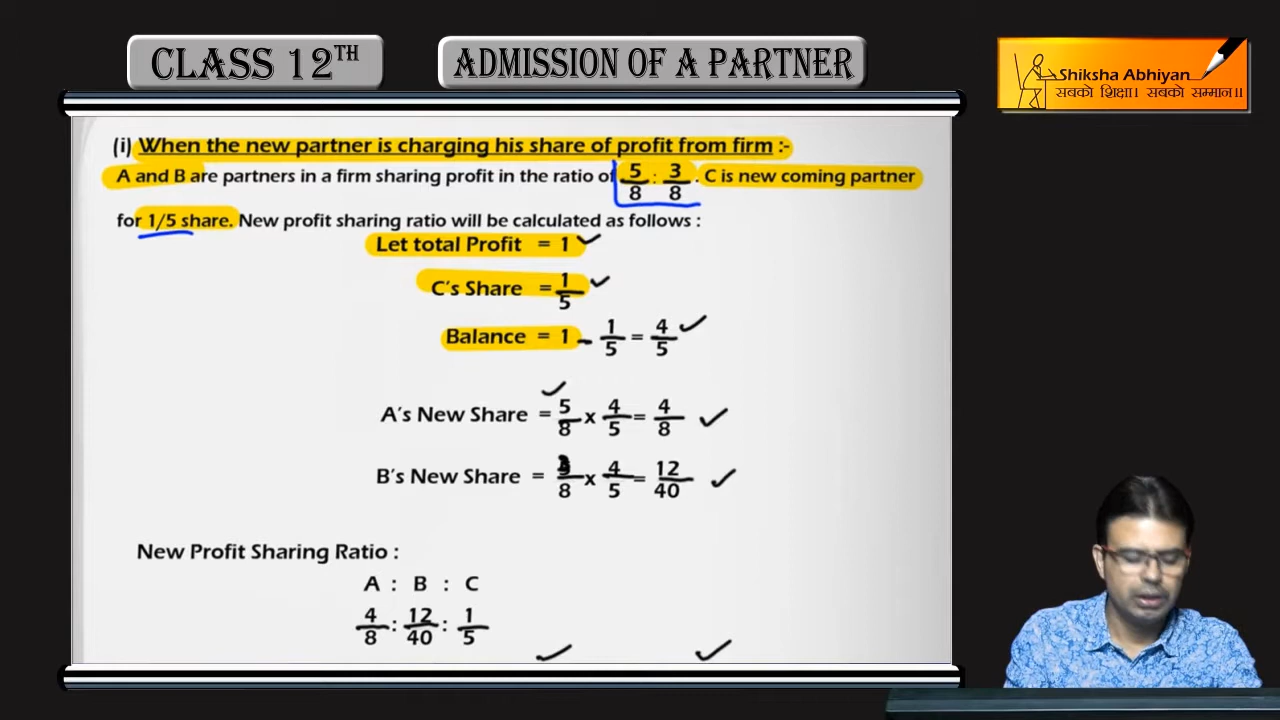 CLASS 12TH
ADMISSION OF A PARTNER
Shiksha Abhiyan
सबको शिक्षा। सबको सम्मान॥
(i) When the new partner is charging his share of profit from firm :-
A and B are partners in a firm sharing profit in the ratio of 5/8 : 3/8. C is new coming partner
for 1/5 share. New profit sharing ratio will be calculated as follows :
Let total Profit = 1
C's Share = 1/5
Balance = 1 - 1/5 = 4/5
A's New Share = 5/8 x 4/5 = 4/8
B's New Share = 3/8 x 4/5 = 12/40
New Profit Sharing Ratio :
A : B : C
4/8 : 12/40 : 1/5